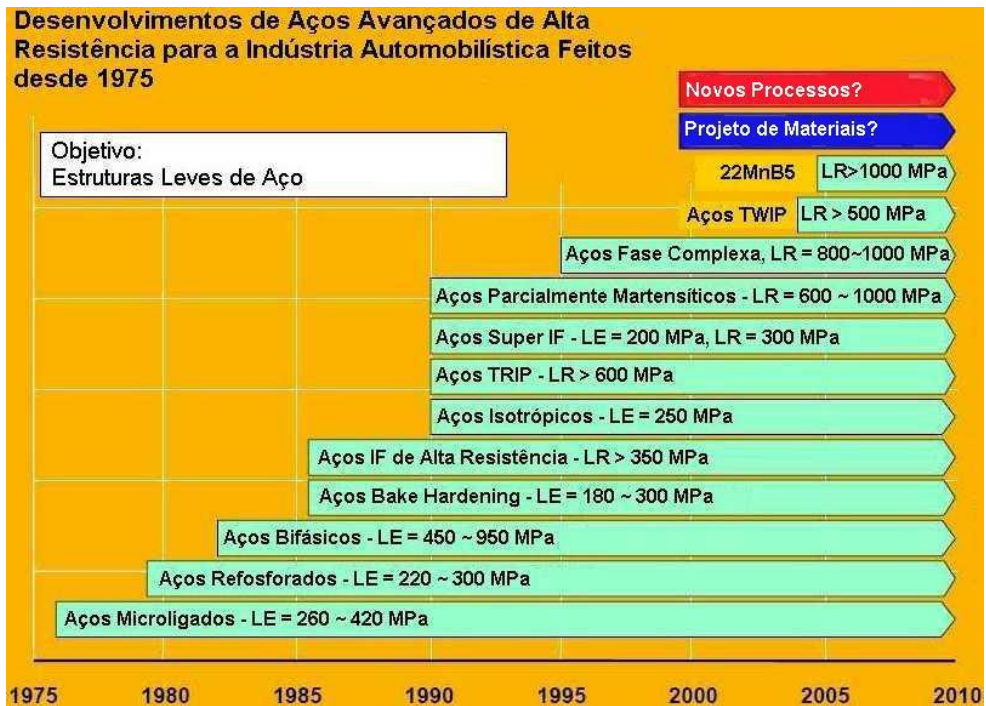 Desenvolvimentos de Aços Avançados de Alta
Resistência para a Indústria Automobilística Feitos
desde 1975
Novos Processos?
Projeto de Materiais?
Objetivo:
Estruturas Leves de Aço
22MnB5 LR>1000 MPa
Aços TWIP LR > 500 MPa
Aços Fase Complexa, LR = 800~1000 MPa
Aços Parcialmente Martensíticos - LR = 600 ~ 1000 MPa
Aços Super IF - LE = 200 MPa, LR = 300 MPa
Aços TRIP - LR > 600 MPa
Aços Isotrópicos - LE = 250 MPa
Aços IF de Alta Resistência - LR > 350 MPa
Aços Bake Hardening - LE = 180 ~ 300 MPa
Aços Bifásicos - LE = 450 ~ 950 MPa
Aços Refosforados - LE = 220 ~ 300 MPa
Aços Microligados - LE = 260 ~ 420 MPa
1975 1980 1985 1990 1995 2000 2005 2010